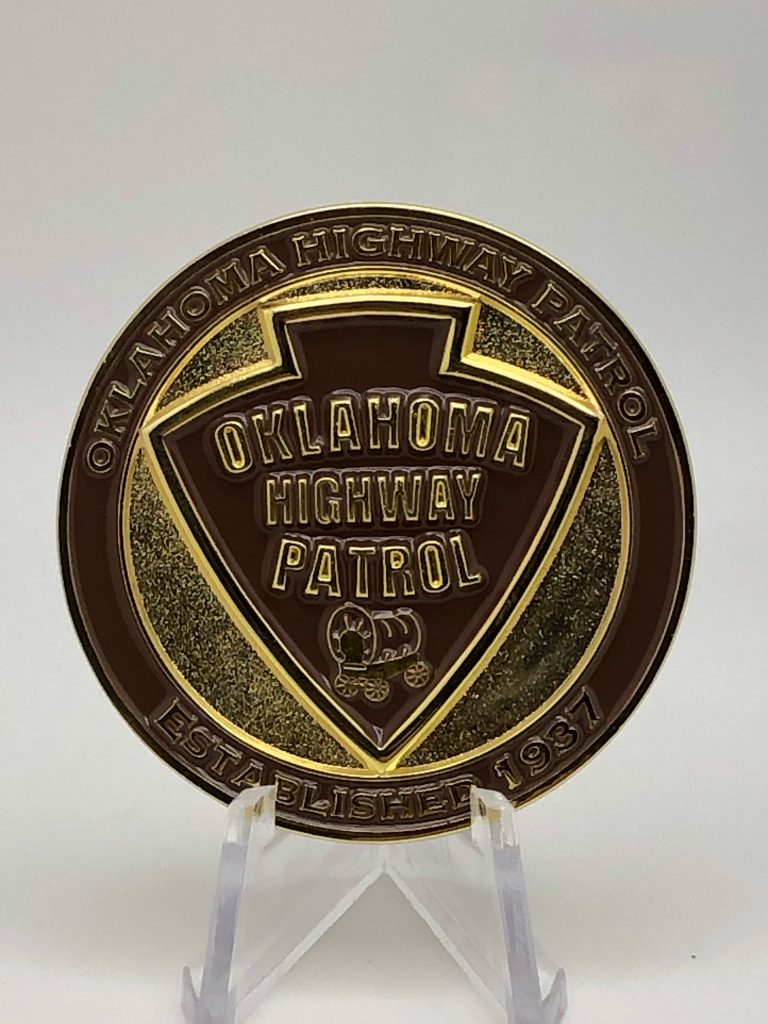 OKLAHOMA HIGHWAY PATROL
OKLAHOMA
HIGHWAY
PATROL
ESTABLISHED 1937